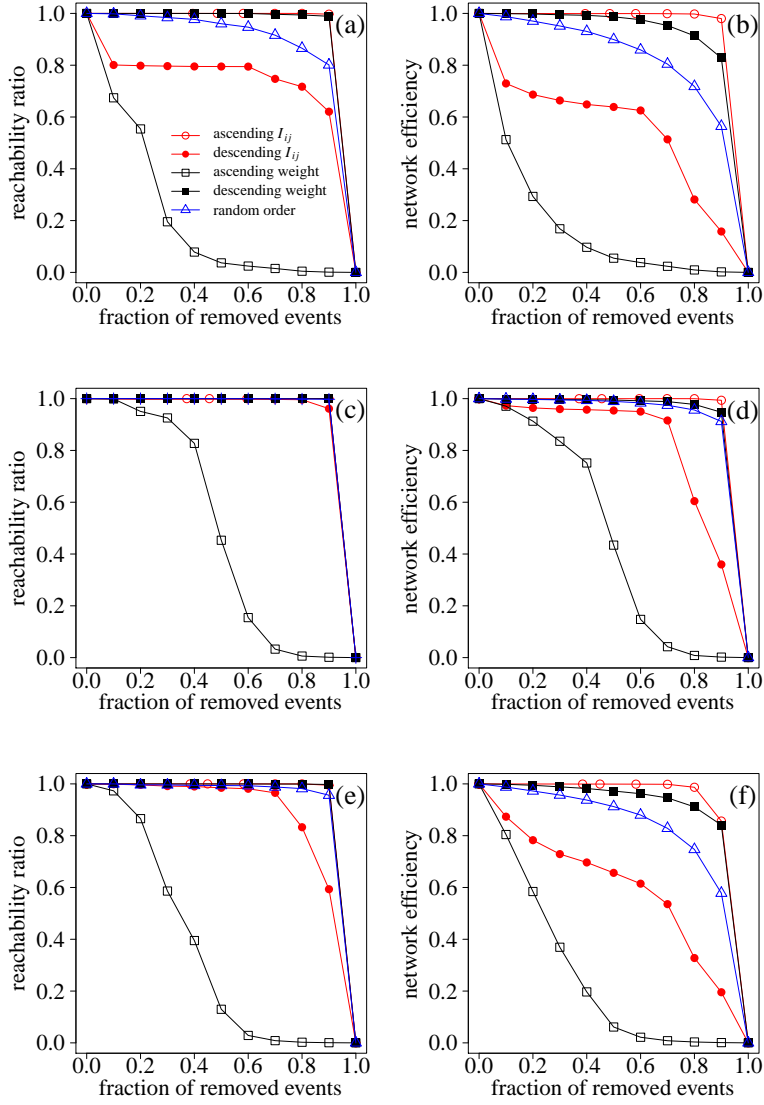 1.0
0.8
0.6
0.4
0.2
0.0
reachability ratio
(a)
ascending I_ij
descending I_ij
ascending weight
descending weight
random order
0.0 0.2 0.4 0.6 0.8 1.0
fraction of removed events
1.0
0.8
0.6
0.4
0.2
0.0
network efficiency
(b)
0.0 0.2 0.4 0.6 0.8 1.0
fraction of removed events
1.0
0.8
0.6
0.4
0.2
0.0
reachability ratio
(c)
0.0 0.2 0.4 0.6 0.8 1.0
fraction of removed events
1.0
0.8
0.6
0.4
0.2
0.0
network efficiency
(d)
0.0 0.2 0.4 0.6 0.8 1.0
fraction of removed events
1.0
0.8
0.6
0.4
0.2
0.0
reachability ratio
(e)
0.0 0.2 0.4 0.6 0.8 1.0
fraction of removed events
1.0
0.8
0.6
0.4
0.2
0.0
network efficiency
(f)
0.0 0.2 0.4 0.6 0.8 1.0
fraction of removed events